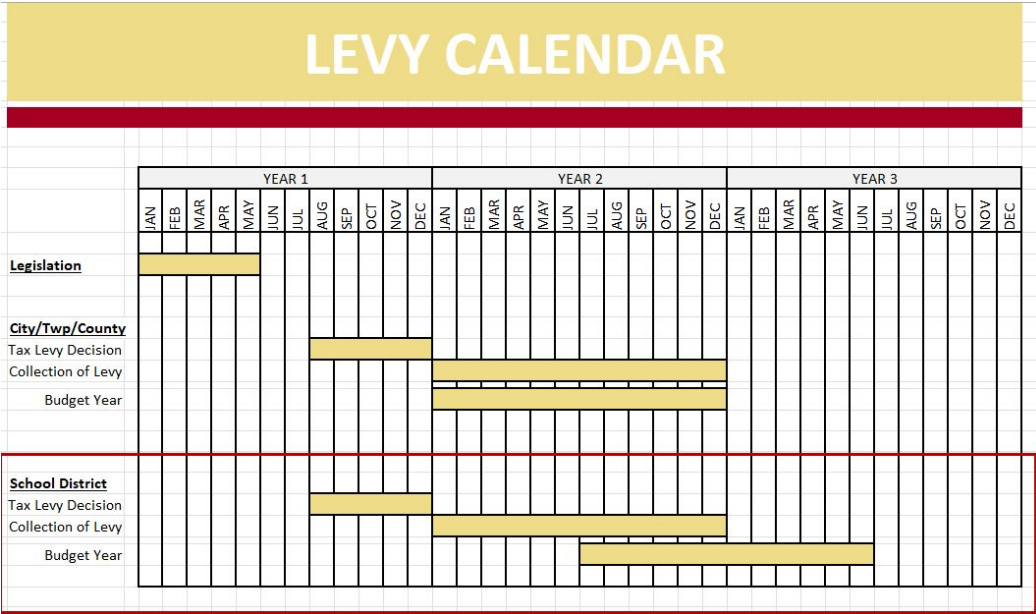 LEVY CALENDAR
YEAR 1 YEAR 2 YEAR 3
JAN FEB MAR APR MAY JUN JUL AUG SEP OCT NOV DEC JAN FEB MAR APR MAY JUN JUL AUG SEP OCT NOV DEC JAN FEB MAR APR MAY JUN JUL AUG SEP OCT NOV DEC
Legislation
City/Twp/County
Tax Levy Decision
Collection of Levy
Budget Year
School District
Tax Levy Decision
Collection of Levy
Budget Year